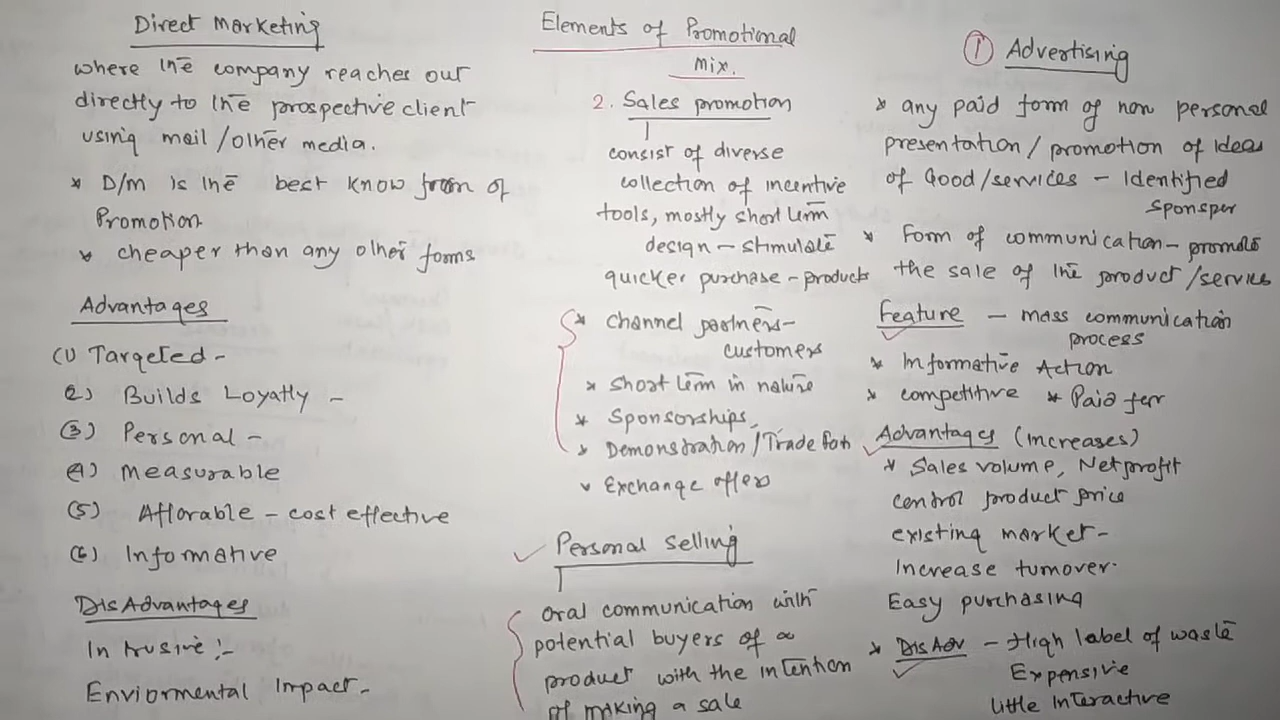 Direct Marketing
where the company reaches out
directly to the prospective client
using mail / other media.
* D/m is the best know from of
Promotion
* cheaper than any other forms
Advantages
(1) Targeted -
2) Builds Loyatly -
(3) Personal -
(4) Measurable
(5) Afforable - cost effective
(6) Informative
DisAdvantages
Intrusive :-
Enviormental Impact -
Elements of Promotional
mix.
2. Sales promotion
consist of diverse
collection of incentive
tools, mostly short term
design - stimulate
quicker purchase - products
* Channel partners -
customers
* Short term in nature
* Sponsorships,
* Demonstration / Trade fair
* Exchange offers
Personal Selling
Oral communication with
potential buyers of a
product with the intention
of making a sale
1 Advertising
* any paid form of non personal
presentation / promotion of Ideas
of Good/services - Identified
Sponsper
* Form of communication - promote
the sale of the product / services
Feature - mass communication
process
* Informative Action
* competitive * Paid for
Advantages (increases)
* Sales volume, Net profit
control product price
existing market -
Increase turnover.
Easy purchasing
* DisAdv - High label of waste
Expensive
little Interactive